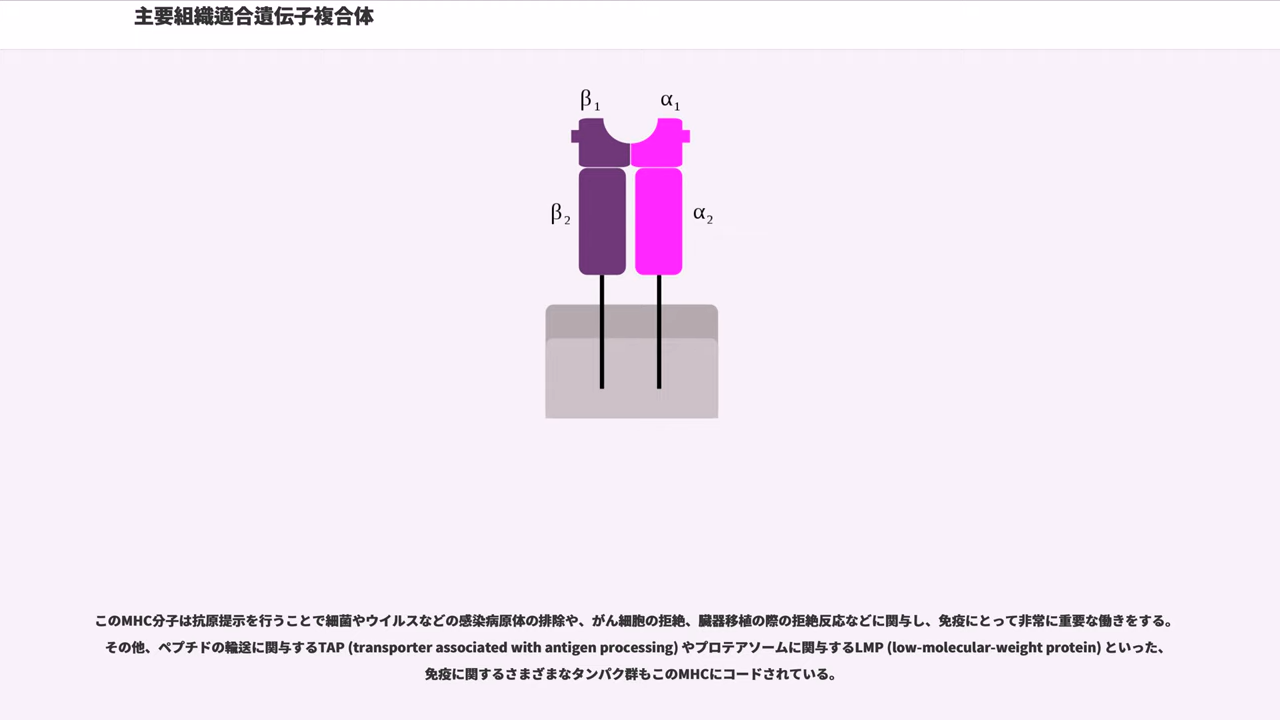 主要組織適合遺伝子複合体
β1 α1
β2 α2
このMHC分子は抗原提示を行うことで細菌やウイルスなどの感染病原体の排除や、がん細胞の拒絶、臓器移植の際の拒絶反応などに関与し、免疫にとって非常に重要な働きをする。
その他、ペプチドの輸送に関与するTAP (transporter associated with antigen processing) やプロテアソームに関与するLMP (low-molecular-weight protein) といった、
免疫に関するさまざまなタンパク群もこのMHCにコードされている。